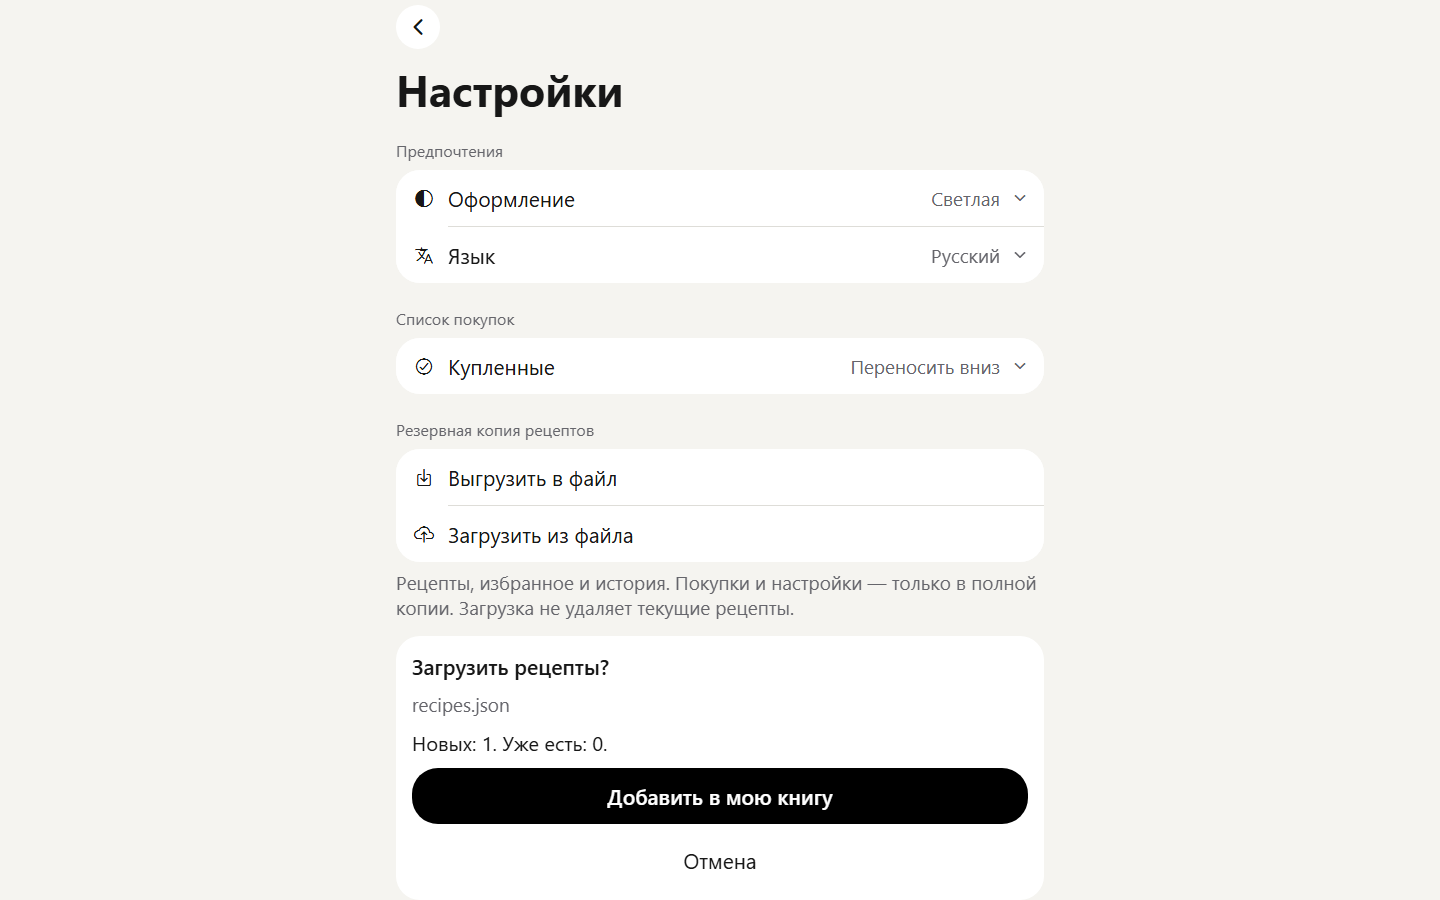 Настройки
Предпочтения
Оформление Светлая
Язык Русский
Список покупок
Купленные Переносить вниз
Резервная копия рецептов
Выгрузить в файл
Загрузить из файла
Рецепты, избранное и история. Покупки и настройки — только в полной
копии. Загрузка не удаляет текущие рецепты.
Загрузить рецепты?
recipes.json
Новых: 1. Уже есть: 0.
Добавить в мою книгу
Отмена